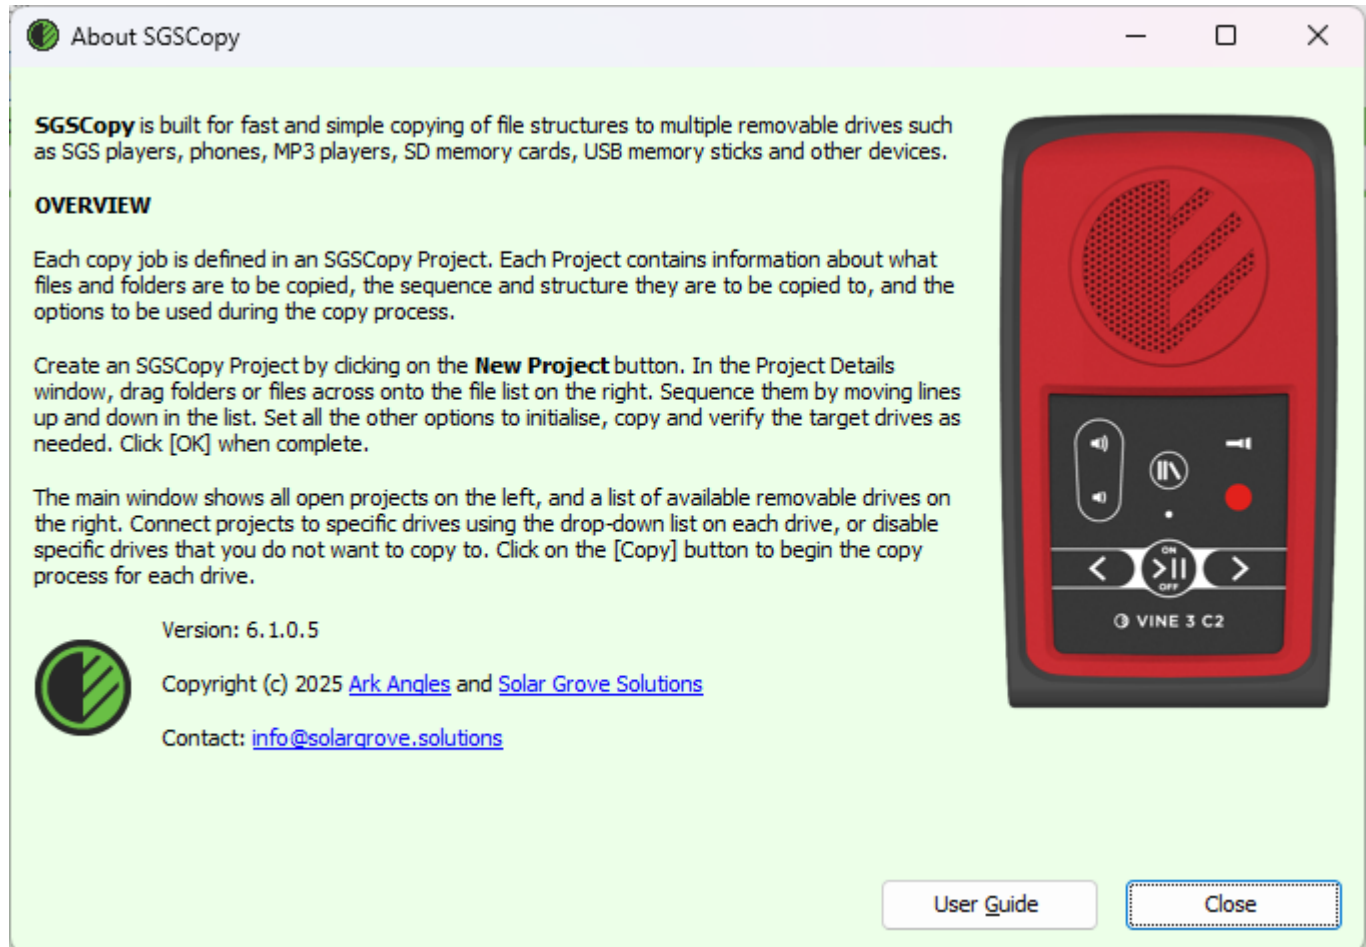 About SGSCopy
SGSCopy is built for fast and simple copying of file structures to multiple removable drives such
as SGS players, phones, MP3 players, SD memory cards, USB memory sticks and other devices.
OVERVIEW
Each copy job is defined in an SGSCopy Project. Each Project contains information about what
files and folders are to be copied, the sequence and structure they are to be copied to, and the
options to be used during the copy process.
Create an SGSCopy Project by clicking on the New Project button. In the Project Details
window, drag folders or files across onto the file list on the right. Sequence them by moving lines
up and down in the list. Set all the other options to initialise, copy and verify the target drives as
needed. Click [OK] when complete.
The main window shows all open projects on the left, and a list of available removable drives on
the right. Connect projects to specific drives using the drop-down list on each drive, or disable
specific drives that you do not want to copy to. Click on the [Copy] button to begin the copy
process for each drive.
Version: 6.1.0.5
Copyright (c) 2025 Ark Angles and Solar Grove Solutions
Contact: info@solargrove.solutions
ON
OFF
VINE 3 C2
User Guide
Close